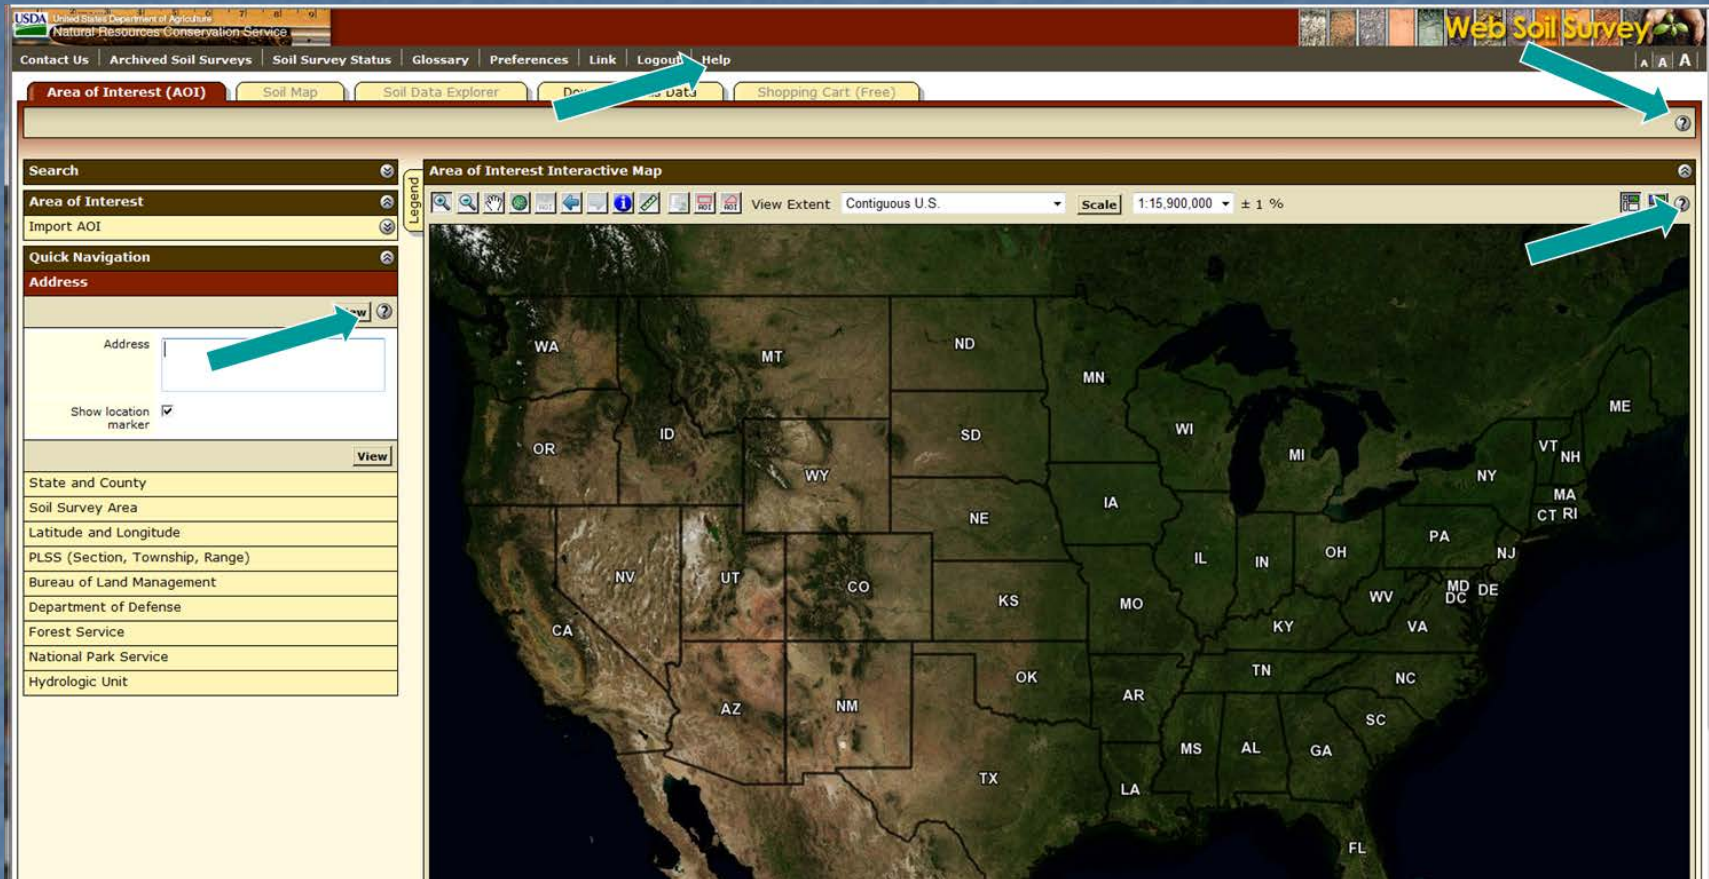 USDA United States Department of Agriculture
Natural Resources Conservation Service
Web Soil Survey
Contact Us | Archived Soil Surveys | Soil Survey Status | Glossary | Preferences | Link | Logout | Help
A A A
Area of Interest (AOI) Soil Map Soil Data Explorer Data Shopping Cart (Free)
Search
Area of Interest
Import AOI
Quick Navigation
Address
Address
Show location
marker
View
State and County
Soil Survey Area
Latitude and Longitude
PLSS (Section, Township, Range)
Bureau of Land Management
Department of Defense
Forest Service
National Park Service
Hydrologic Unit
Legend
Area of Interest Interactive Map
View Extent Contiguous U.S. Scale 1:15,900,000 ± 1 %
WA
MT
ND
MN
ME
OR
ID
SD
WI
MI
VT
NH
WY
NY
MA
CT RI
NE
IA
PA
NJ
NV
UT
CO
IL
IN
OH
MD
DC
DE
WV
KS
MO
CA
KY
VA
OK
TN
NC
AZ
NM
AR
SC
MS
AL
GA
TX
LA
FL